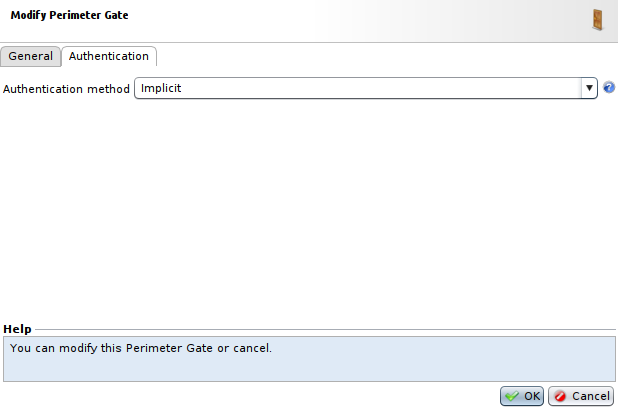 Modify Perimeter Gate
General Authentication
Authentication method Implicit
Help
You can modify this Perimeter Gate or cancel.
OK Cancel